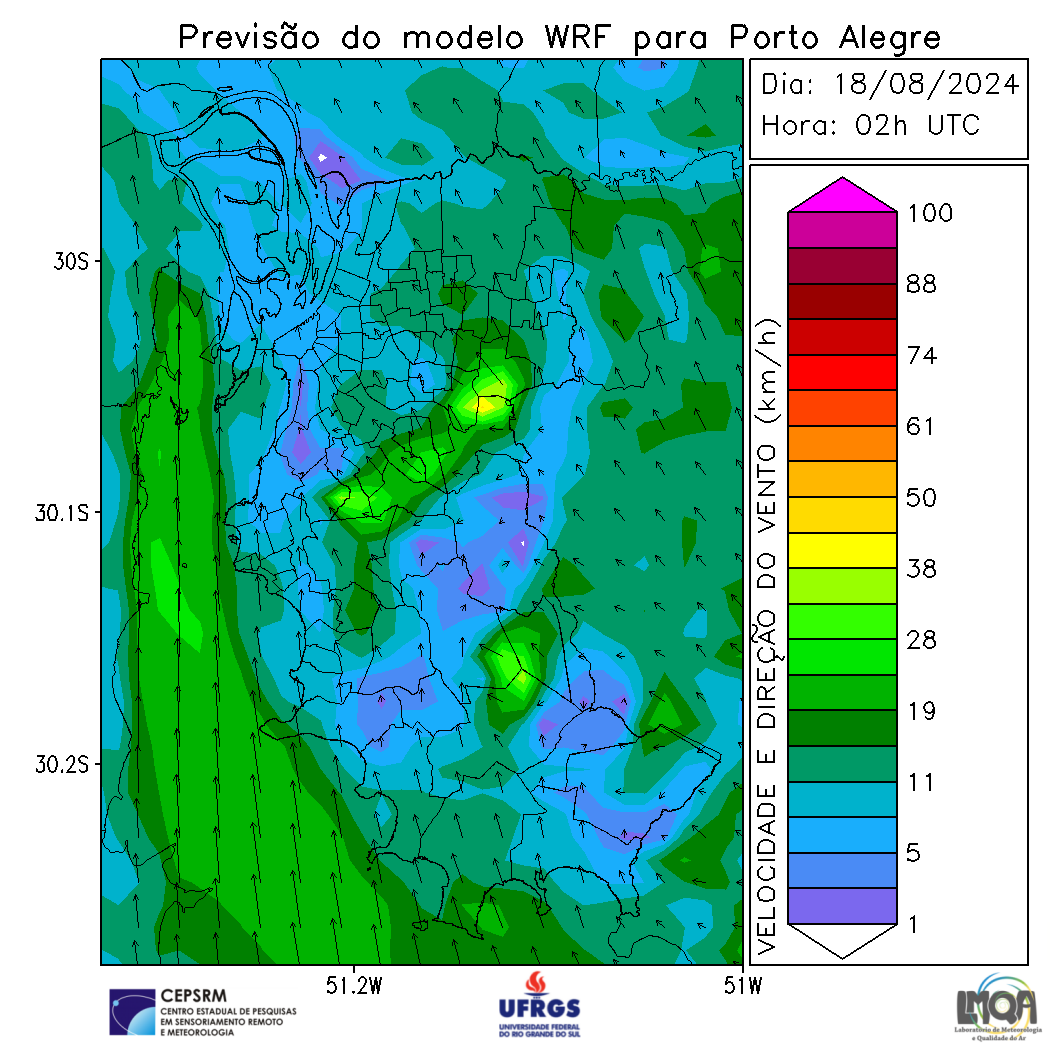 Previsão do modelo WRF para Porto Alegre
Dia: 18/08/2024
Hora: 02h UTC
30S
30.1S
30.2S
51.2W
51W
VELOCIDADE E DIREÇÃO DO VENTO (km/h)
100
88
74
61
50
38
28
19
11
5
1
CEPSRM
CENTRO ESTADUAL DE PESQUISAS
EM SENSORIAMENTO REMOTO
E METEOROLOGIA
UFRGS
UNIVERSIDADE FEDERAL
DO RIO GRANDE DO SUL
LMQA
Laboratório de Meteorologia
e Qualidade do Ar